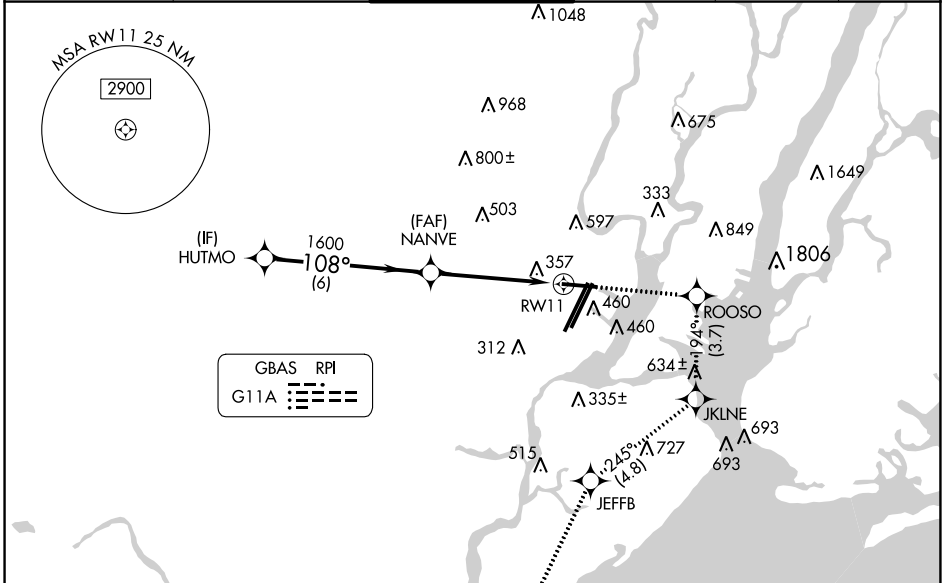 1048
MSA RW11 25 NM
2900
968
675
800±
1649
333
503
597
849
(IF)
HUTMO
1600
108°
(6)
(FAF)
NANVE
357
1806
RW11
460
ROOSO
460
194°
(3.7)
312
634±
GBAS RPI
G11A
335±
JKLNE
693
693
727
245°
(4.8)
515
JEFFB